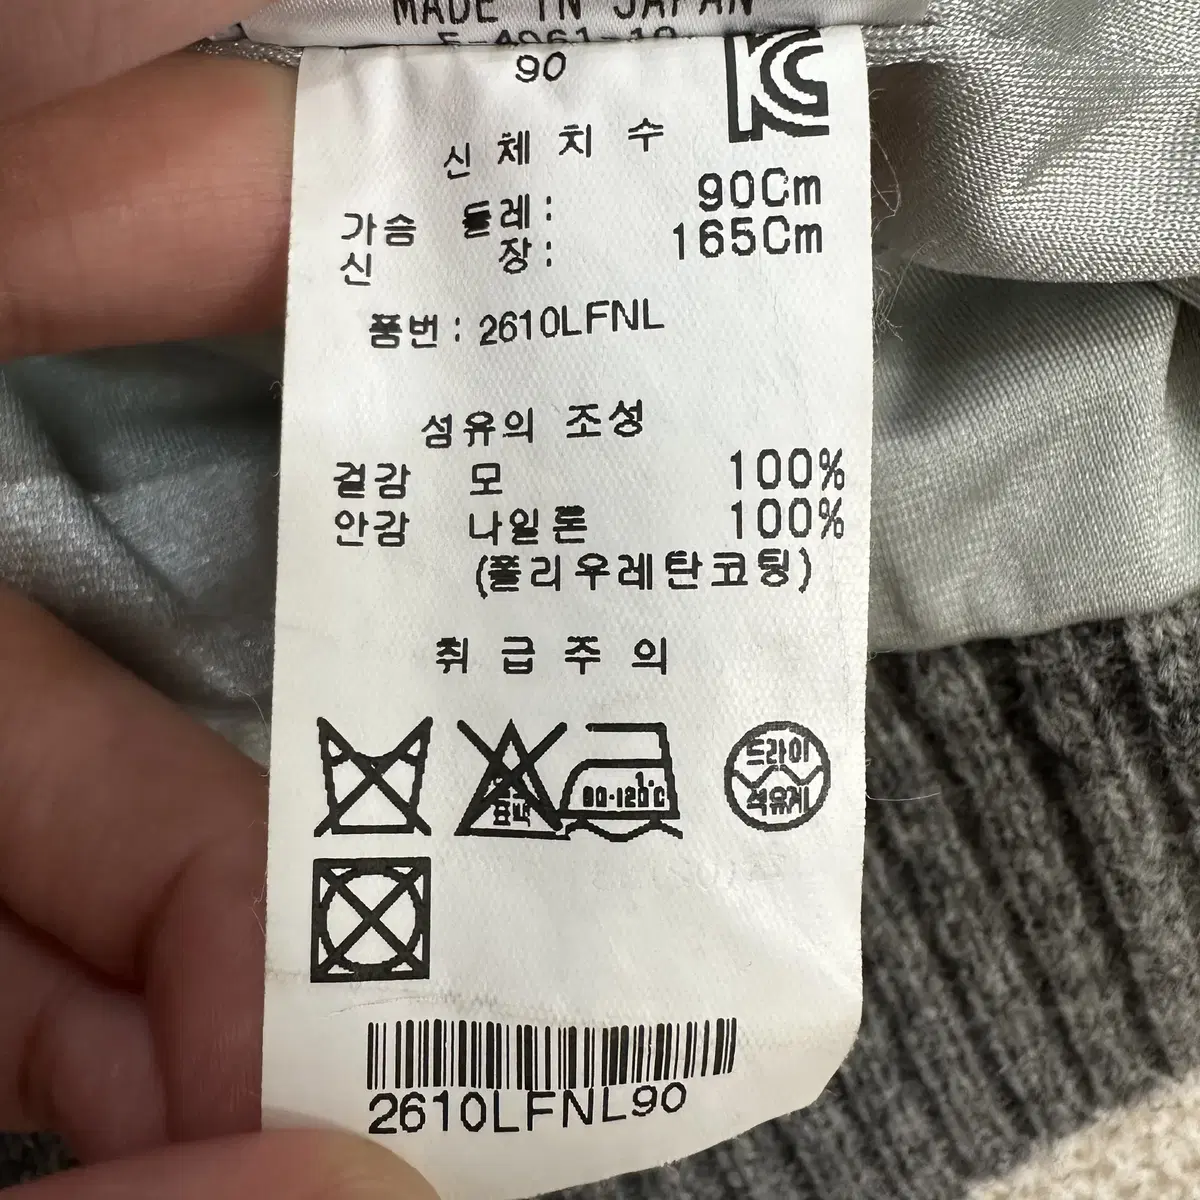 MADE IN JAPAN
F-4061-10
90
신체치수
가슴 둘레: 90Cm
신 장: 165Cm
품번: 2610LFNL
섬유의 조성
겉감 모 100%
안감 나일론 100%
(폴리우레탄코팅)
취급주의
표백
80-120°C
드라이
석유계
2610LFNL90